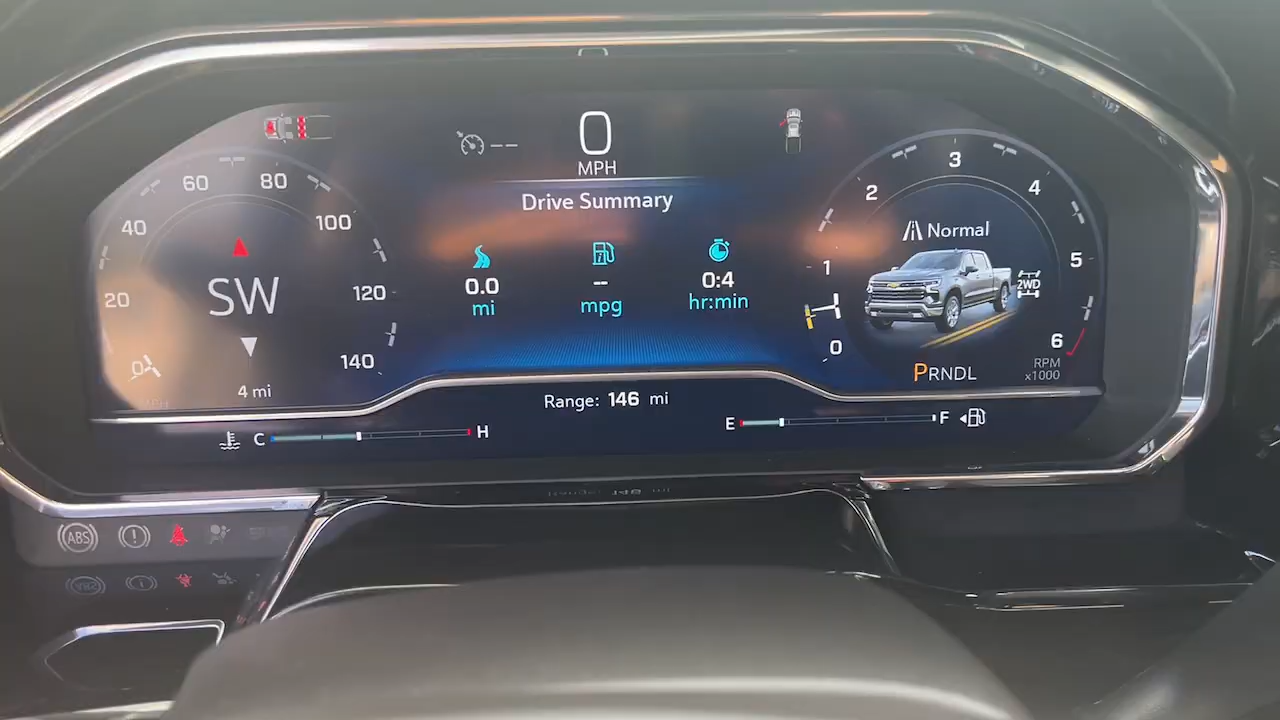 0
MPH
Drive Summary
0.0
mi
--
mpg
0:4
hr:min
0
20
40
60
80
100
120
140
MPH
SW
4 mi
0
1
2
3
4
5
6
RPM
x1000
Normal
2WD
PRNDL
Range: 146 mi
C H
E F
ABS